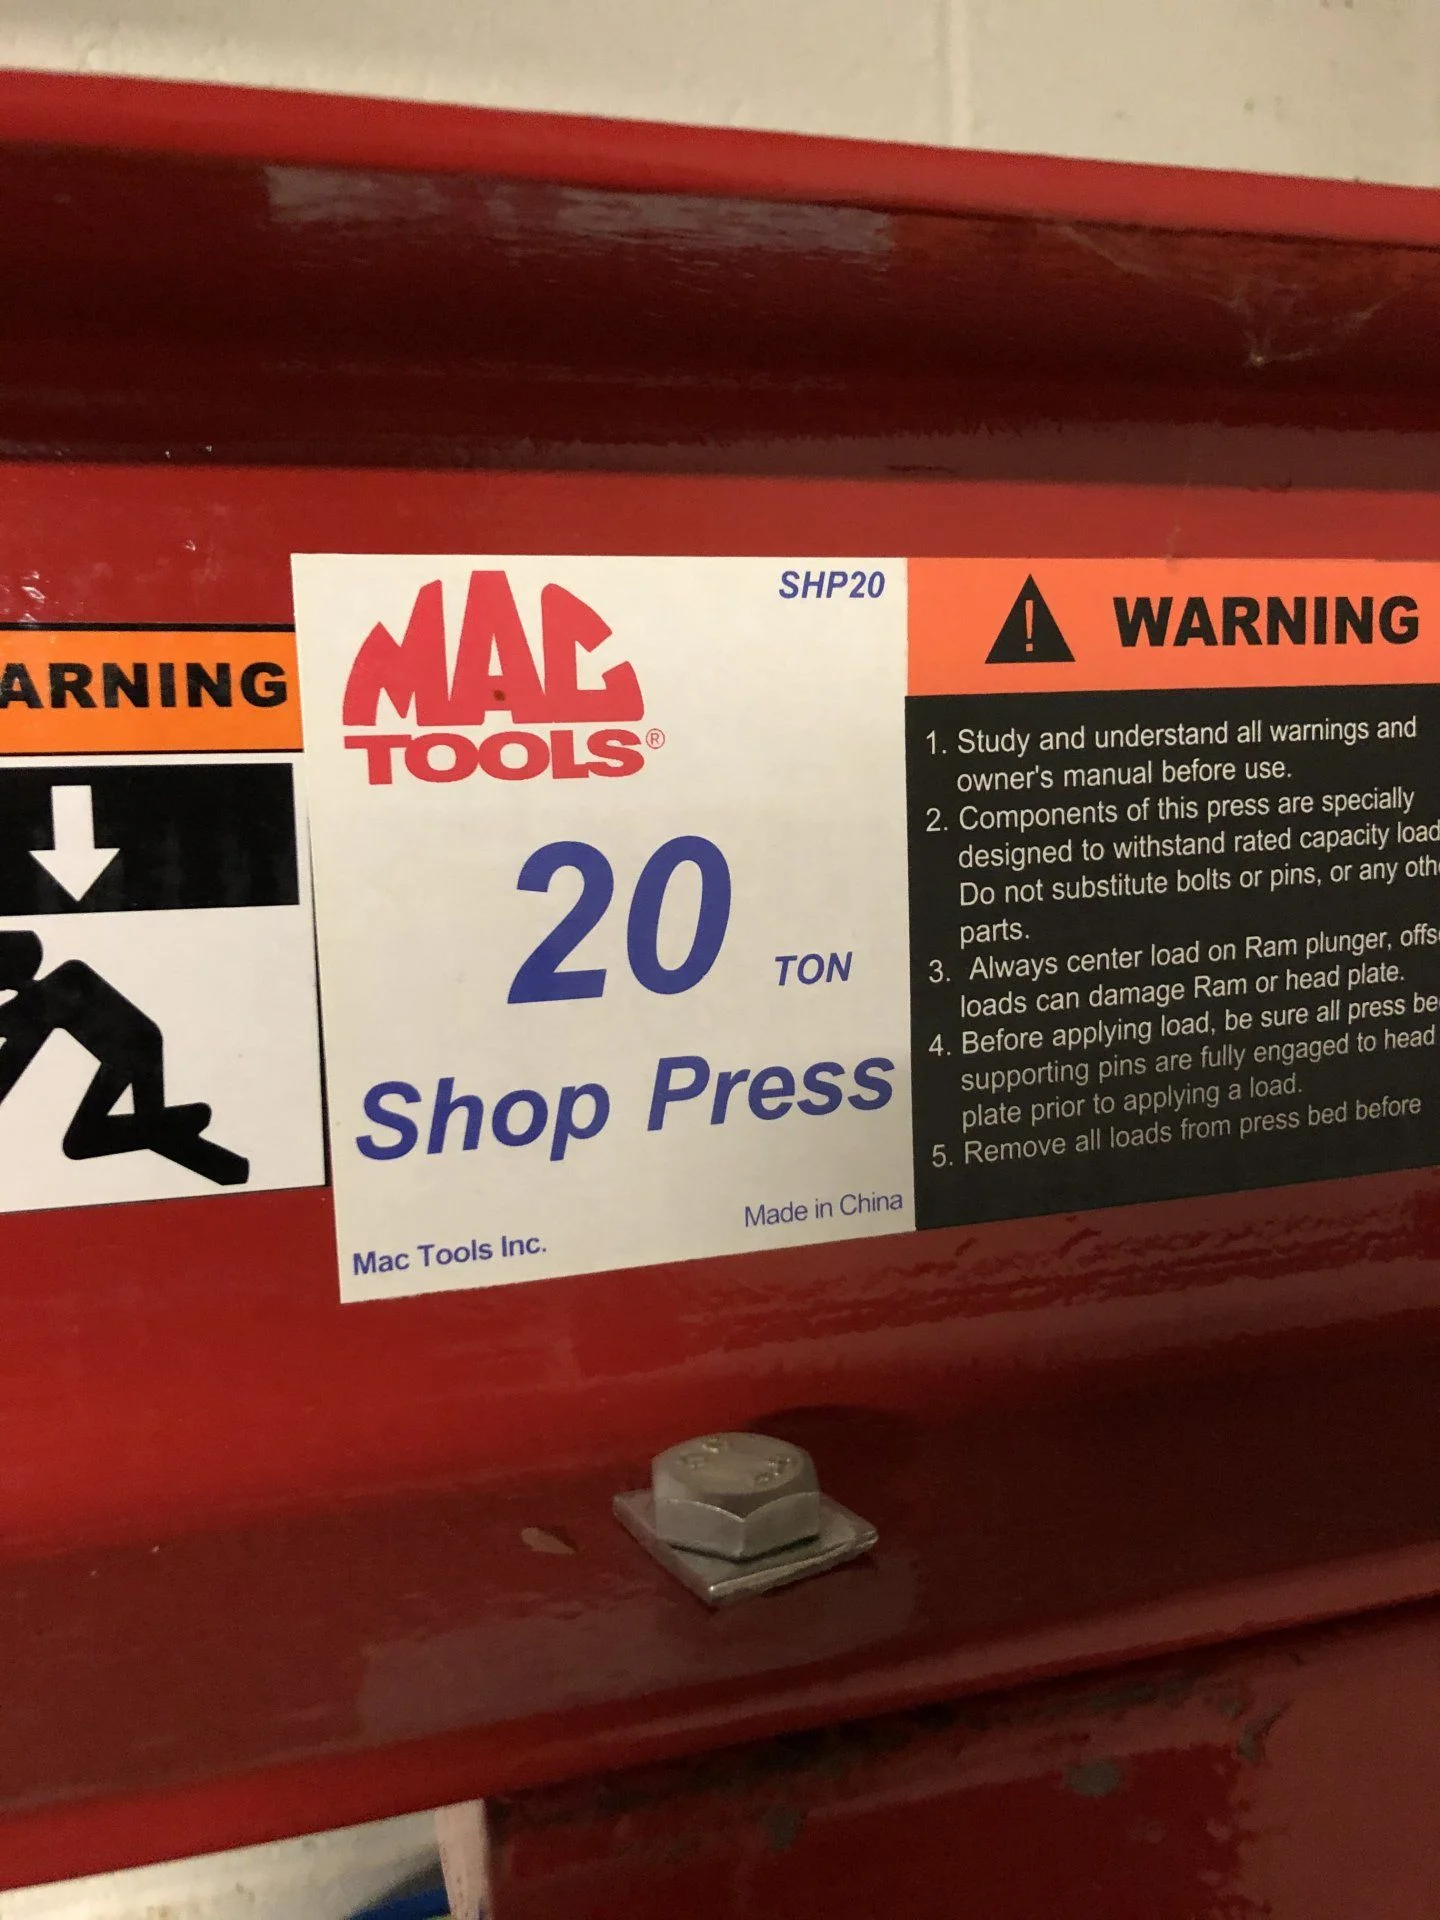 ARNING
MAC
TOOLS®
SHP20
20 TON
Shop Press
Made in China
Mac Tools Inc.
WARNING
1. Study and understand all warnings and
owner's manual before use.
2. Components of this press are specially
designed to withstand rated capacity load
Do not substitute bolts or pins, or any oth
parts.
3. Always center load on Ram plunger, offs
loads can damage Ram or head plate.
4. Before applying load, be sure all press be
supporting pins are fully engaged to head
plate prior to applying a load.
5. Remove all loads from press bed before